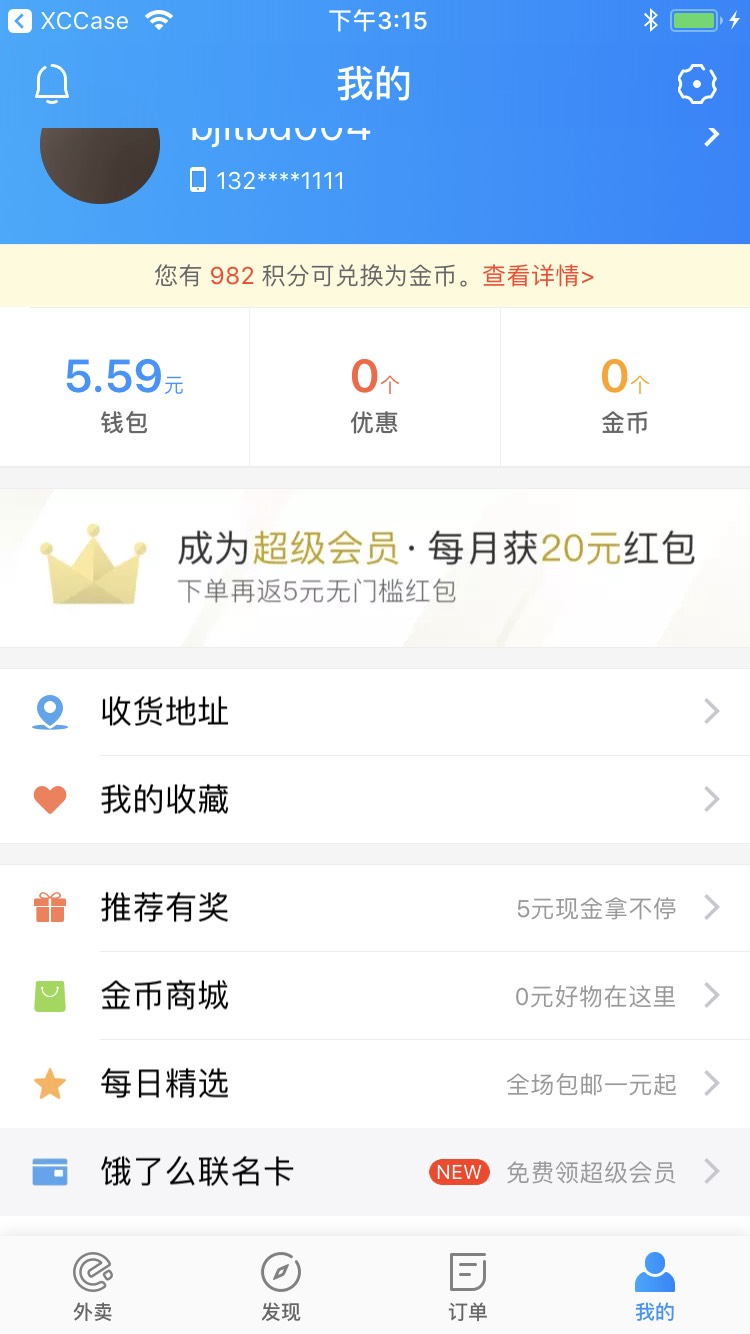 XCCase 下午3:15
我的
132****1111
您有 982 积分可兑换为金币。查看详情>
5.59元 0个 0个
钱包 优惠 金币
成为超级会员·每月获20元红包
下单再返5元无门槛红包
收货地址
我的收藏
推荐有奖 5元现金拿不停
金币商城 0元好物在这里
每日精选 全场包邮一元起
饿了么联名卡 NEW 免费领超级会员
外卖 发现 订单 我的